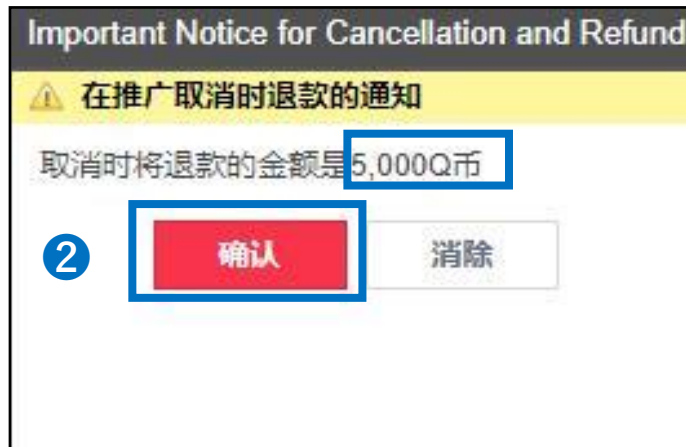 Important Notice for Cancellation and Refund
在推广取消时退款的通知
取消时将退款的金额是5,000Q币
2 确认 消除